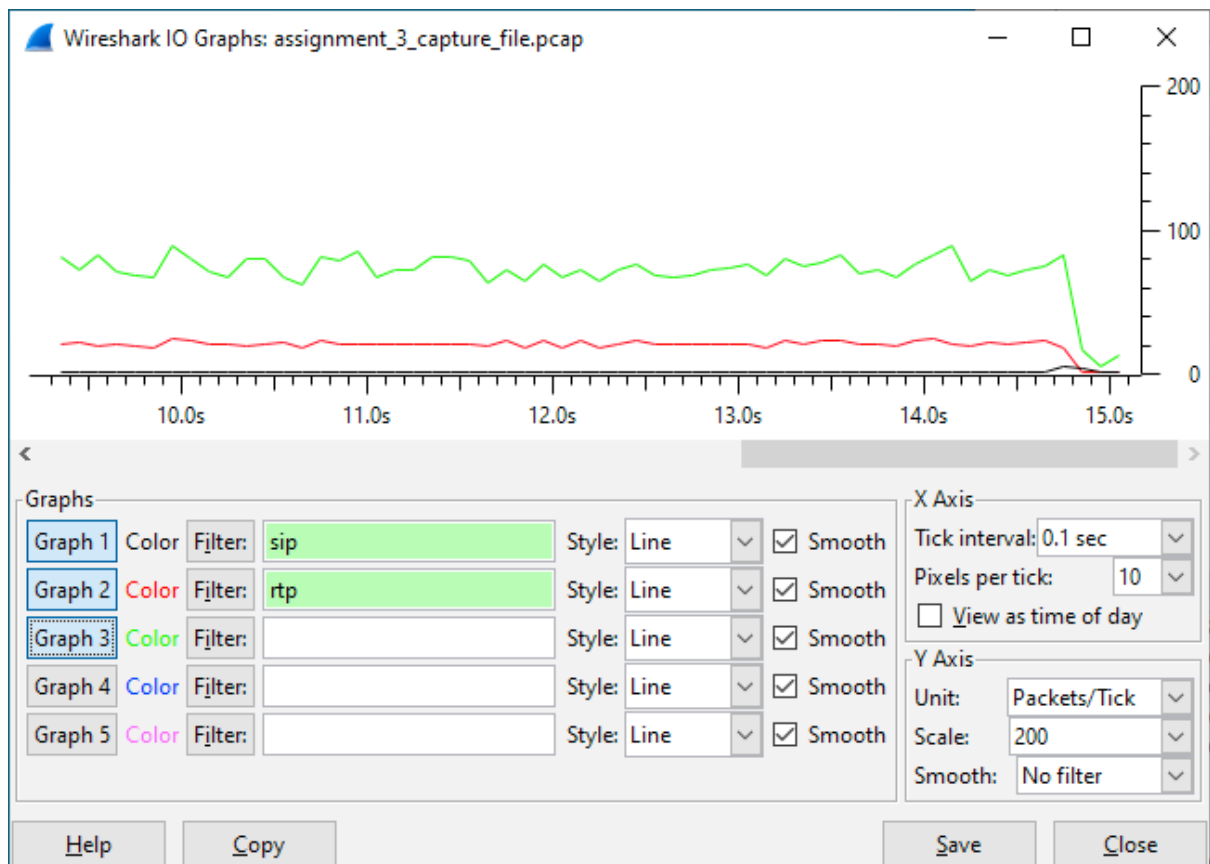 Wireshark IO Graphs: assignment_3_capture_file.pcap
200
100
0
10.0s 11.0s 12.0s 13.0s 14.0s 15.0s
Graphs
Graph 1 Color Filter: sip Style: Line Smooth
Graph 2 Color Filter: rtp Style: Line Smooth
Graph 3 Color Filter: Style: Line Smooth
Graph 4 Color Filter: Style: Line Smooth
Graph 5 Color Filter: Style: Line Smooth
X Axis
Tick interval: 0.1 sec
Pixels per tick: 10
View as time of day
Y Axis
Unit: Packets/Tick
Scale: 200
Smooth: No filter
Help Copy Save Close